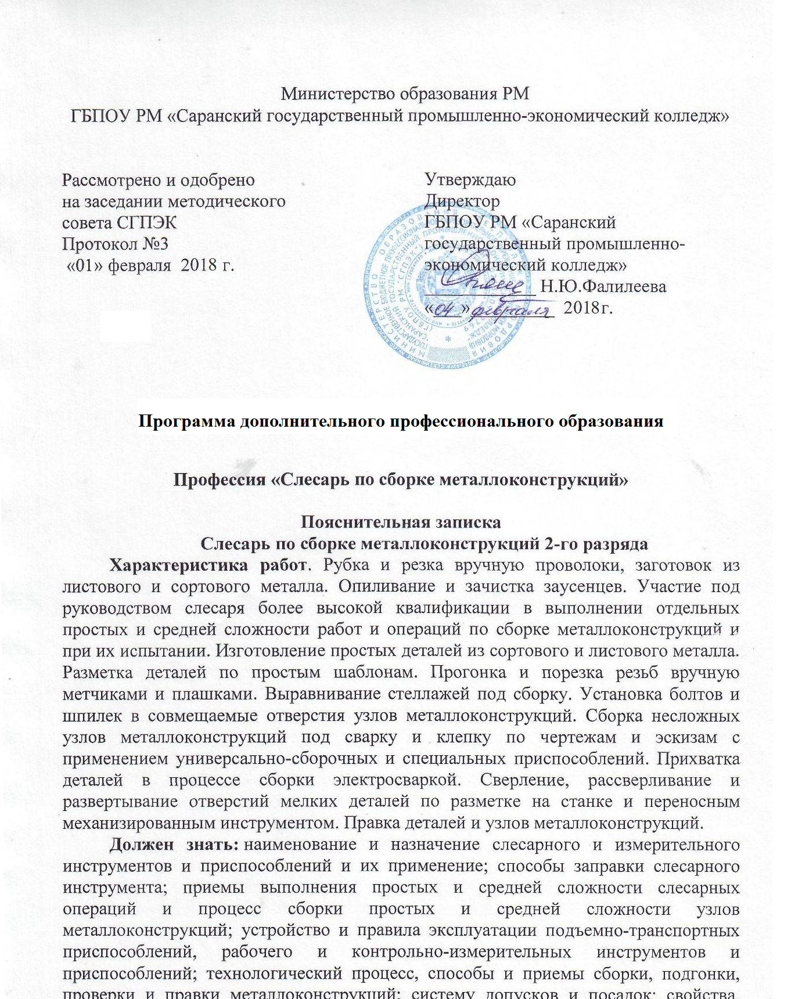 Министерство образования РМ
ГБПОУ РМ «Саранский государственный промышленно-экономический колледж»
Рассмотрено и одобрено
на заседании методического
совета СГПЭК
Протокол №3
«01» февраля 2018 г.
Утверждаю
Директор
ГБПОУ РМ «Саранский
государственный промышленно-
экономический колледж»
Н.Ю.Фалилеева
«04» февраля 2018г.
Программа дополнительного профессионального образования
Профессия «Слесарь по сборке металлоконструкций»
Пояснительная записка
Слесарь по сборке металлоконструкций 2-го разряда
Характеристика работ. Рубка и резка вручную проволоки, заготовок из
листового и сортового металла. Опиливание и зачистка заусенцев. Участие под
руководством слесаря более высокой квалификации в выполнении отдельных
простых и средней сложности работ и операций по сборке металлоконструкций и
при их испытании. Изготовление простых деталей из сортового и листового металла.
Разметка деталей по простым шаблонам. Прогонка и порезка резьб вручную
метчиками и плашками. Выравнивание стеллажей под сборку. Установка болтов и
шпилек в совмещаемые отверстия узлов металлоконструкций. Сборка несложных
узлов металлоконструкций под сварку и клепку по чертежам и эскизам с
применением универсально-сборочных и специальных приспособлений. Прихватка
деталей в процессе сборки электросваркой. Сверление, рассверливание и
развертывание отверстий мелких деталей по разметке на станке и переносным
механизированным инструментом. Правка деталей и узлов металлоконструкций.
Должен знать: наименование и назначение слесарного и измерительного
инструментов и приспособлений и их применение; способы заправки слесарного
инструмента; приемы выполнения простых и средней сложности слесарных
операций и процесс сборки простых и средней сложности узлов
металлоконструкций; устройство и правила эксплуатации подъемно-транспортных
приспособлений, рабочего и контрольно-измерительных инструментов и
приспособлений; технологический процесс, способы и приемы сборки, подгонки,
проверки и правки металлоконструкций; систему допусков и посадок; свойства,